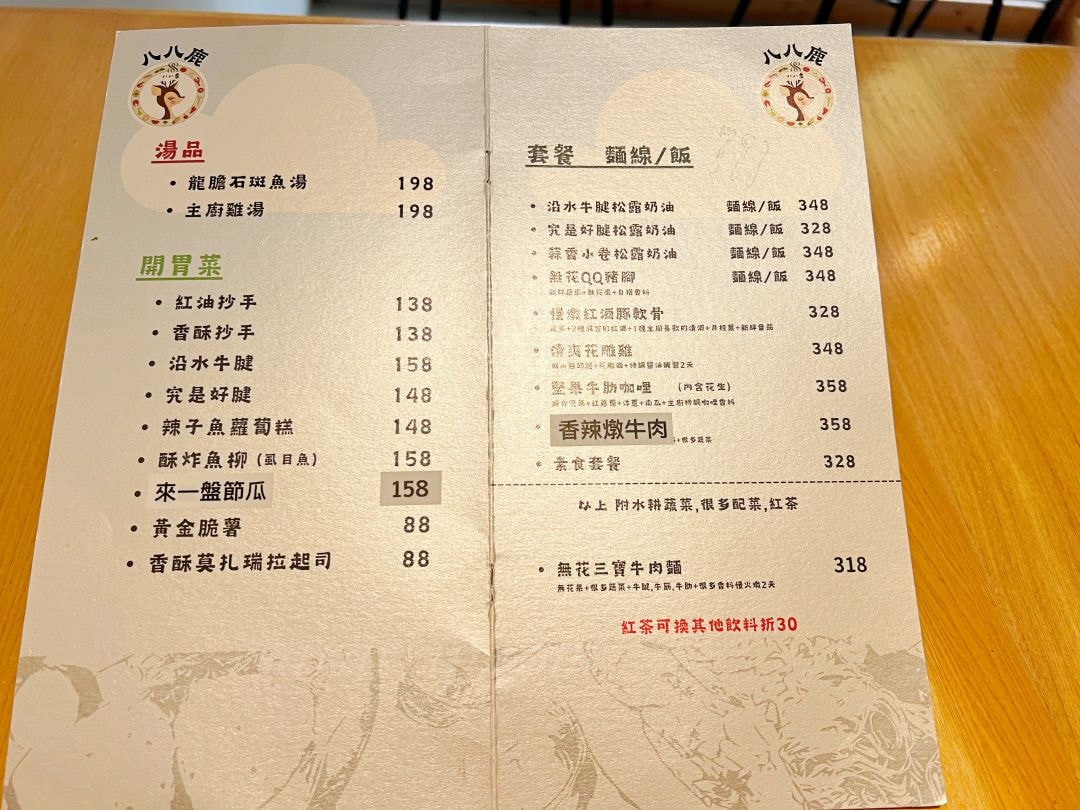 八八鹿
湯品
龍膽石斑魚湯 198
主廚雞湯 198
開胃菜
紅油抄手 138
香酥抄手 138
沿水牛腱 158
究是好腱 148
辣子魚蘿蔔糕 148
酥炸魚柳 (虱目魚) 158
來一盤節瓜 158
黃金脆薯 88
香酥莫扎瑞拉起司 88
八八鹿
套餐 麵線/飯
沿水牛腱松露奶油 麵線/飯 348
究是好腱松露奶油 麵線/飯 328
蒜香小卷松露奶油 麵線/飯 348
無花QQ豬腳 麵線/飯 348
慢燉紅酒豚軟骨 328
清爽花雕雞 348
堅果牛肋咖哩 (內含花生) 358
香辣燉牛肉 358
+很多蔬菜
素食套餐 328
以上 附水耕蔬菜,很多配菜,紅茶
無花三寶牛肉麵 318
無花果+很多蔬菜+牛腱,牛筋,牛肋+很多香料慢火燉2天
紅茶可換其他飲料折30